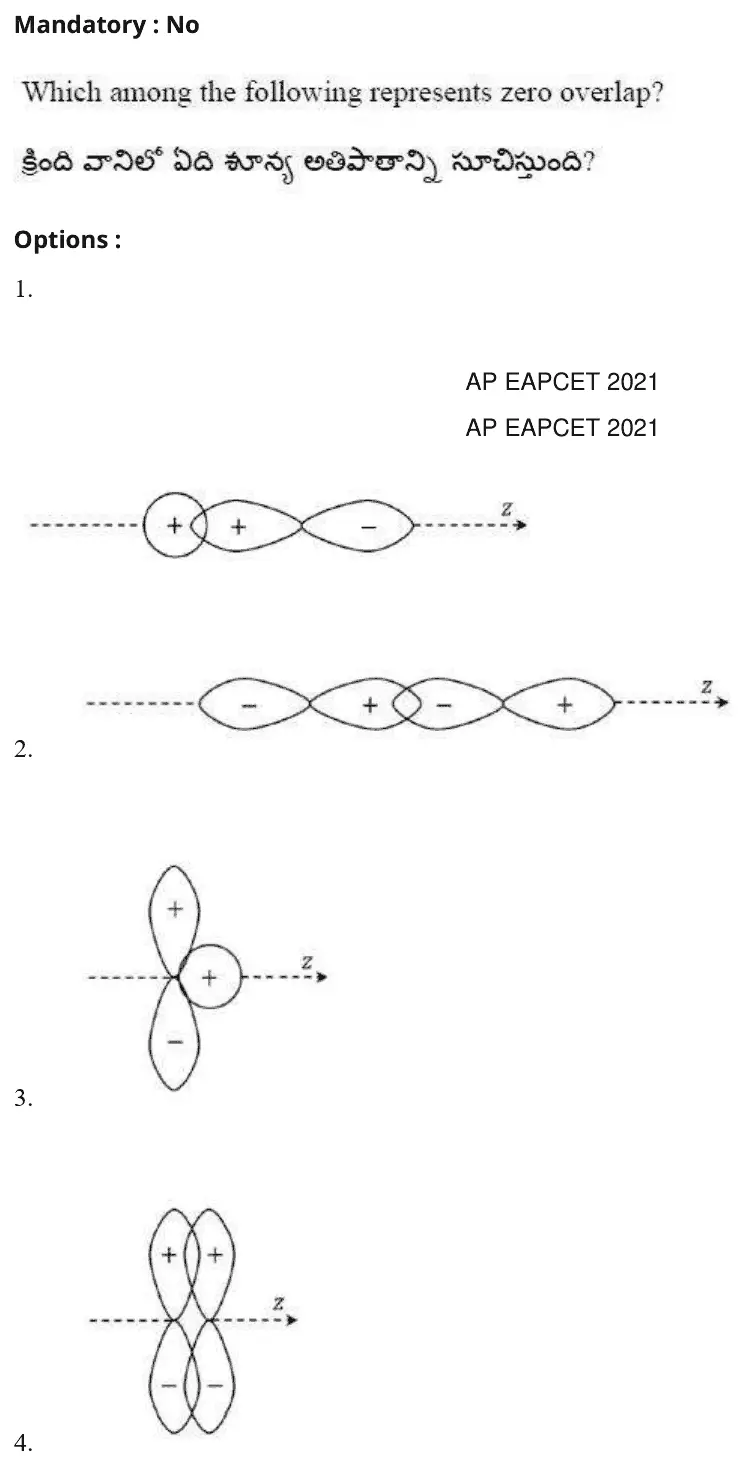 Mandatory : No
Which among the following represents zero overlap?
క్రింది వానిలో ఏది శూన్య అతిపాతాన్ని సూచిస్తుంది?
Options :
1.
AP EAPCET 2021
AP EAPCET 2021
+ + − z
− + − + z
2.
+
+ z
−
3.
+ +
z
− −
4.